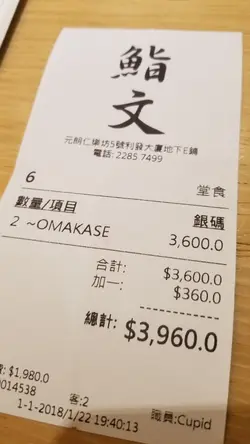 鮨
文
元朗仁樂坊5號利發大廈地下E鋪
電話: 2285 7499
6 堂食
數量/項目 銀碼
2 ~OMAKASE 3,600.0
合計: $3,600.0
加一: $360.0
總計: $3,960.0
: $1,980.0
0014538 客:2
1-1-2018/1/22 19:40:13 職員:Cupid